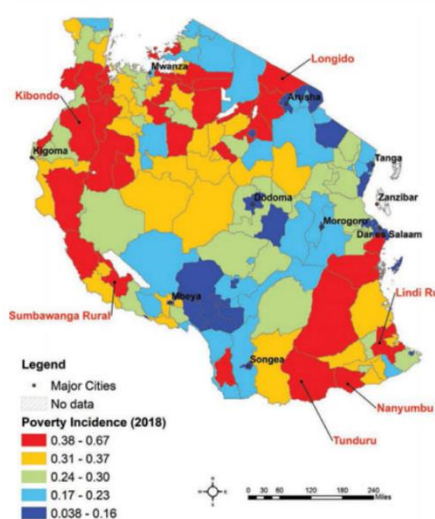 Mwanza
Longido
Kibondo
Arusha
Kigoma
Tanga
Dodoma
Zanzibar
Morogoro
Dar es Salaam
Mbeya
Lindi Ru
Sumbawanga Rural
Songea
Nanyumbu
Tunduru
Legend
Major Cities
No data
Poverty Incidence (2018)
0.38 - 0.67
0.31 - 0.37
0.24 - 0.30
0.17 - 0.23
0.038 - 0.16
0 30 60 120 180 240
Miles